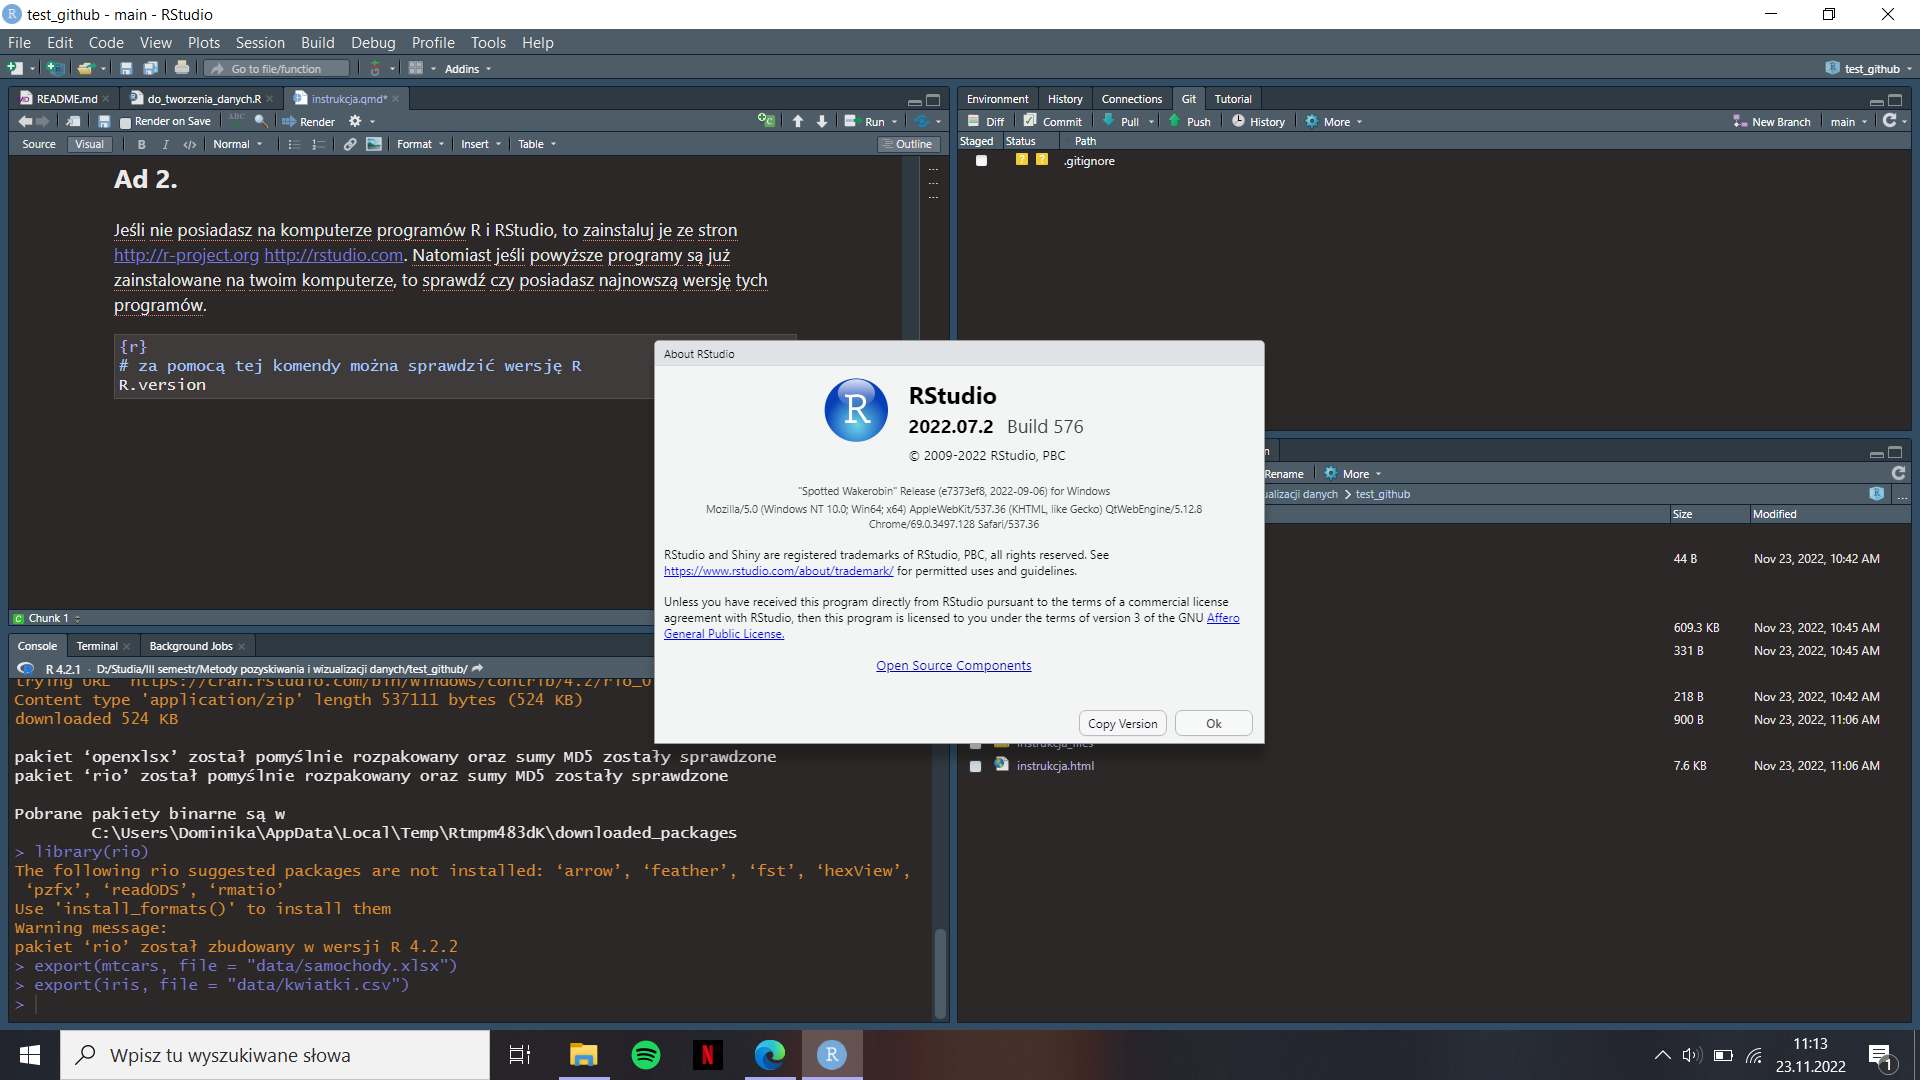 test_github - main - RStudio
File Edit Code View Plots Session Build Debug Profile Tools Help
Go to file/function Addins test_github
README.md do_tworzenia_danych.R instrukcja.qmd*
Render on Save ABC Render Run
Source Visual B I </> Normal Format Insert Table Outline
Ad 2.
Jeśli nie posiadasz na komputerze programów R i RStudio, to zainstaluj je ze stron
http://r-project.org http://rstudio.com. Natomiast jeśli powyższe programy są już
zainstalowane na twoim komputerze, to sprawdź czy posiadasz najnowszą wersję tych
programów.
{r}
# za pomocą tej komendy można sprawdzić wersję R
R.version
...
...
...
Chunk 1
Console Terminal Background Jobs
R 4.2.1 · D:/Studia/III semestr/Metody pozyskiwania i wizualizacji danych/test_github/
trying URL 'https://cran.rstudio.com/bin/windows/contrib/4.2/rio_0
Content type 'application/zip' length 537111 bytes (524 KB)
downloaded 524 KB
pakiet ‘openxlsx’ został pomyślnie rozpakowany oraz sumy MD5 zostały sprawdzone
pakiet ‘rio’ został pomyślnie rozpakowany oraz sumy MD5 zostały sprawdzone
Pobrane pakiety binarne są w
C:\Users\Dominika\AppData\Local\Temp\Rtmpm483dK\downloaded_packages
> library(rio)
The following rio suggested packages are not installed: ‘arrow’, ‘feather’, ‘fst’, ‘hexView’,
‘pzfx’, ‘readODS’, ‘rmatio’
Use 'install_formats()' to install them
Warning message:
pakiet ‘rio’ został zbudowany w wersji R 4.2.2
> export(mtcars, file = "data/samochody.xlsx")
> export(iris, file = "data/kwiatki.csv")
>
Environment History Connections Git Tutorial
Diff Commit Pull Push History More New Branch main
Staged Status Path
? ? .gitignore
About RStudio
R
RStudio
2022.07.2 Build 576
© 2009-2022 RStudio, PBC
"Spotted Wakerobin" Release (e7373ef8, 2022-09-06) for Windows
Mozilla/5.0 (Windows NT 10.0; Win64; x64) AppleWebKit/537.36 (KHTML, like Gecko) QtWebEngine/5.12.8
Chrome/69.0.3497.128 Safari/537.36
RStudio and Shiny are registered trademarks of RStudio, PBC, all rights reserved. See
https://www.rstudio.com/about/trademark/ for permitted uses and guidelines.
Unless you have received this program directly from RStudio pursuant to the terms of a commercial license
agreement with RStudio, then this program is licensed to you under the terms of version 3 of the GNU Affero
General Public License.
Open Source Components
Copy Version Ok
n
Rename More
ualizacji danych > test_github ...
Size Modified
44 B Nov 23, 2022, 10:42 AM
609.3 KB Nov 23, 2022, 10:45 AM
331 B Nov 23, 2022, 10:45 AM
218 B Nov 23, 2022, 10:42 AM
900 B Nov 23, 2022, 11:06 AM
instrukcja_files
instrukcja.html 7.6 KB Nov 23, 2022, 11:06 AM
Wpisz tu wyszukiwane słowa
N
R
11:13
23.11.2022
1